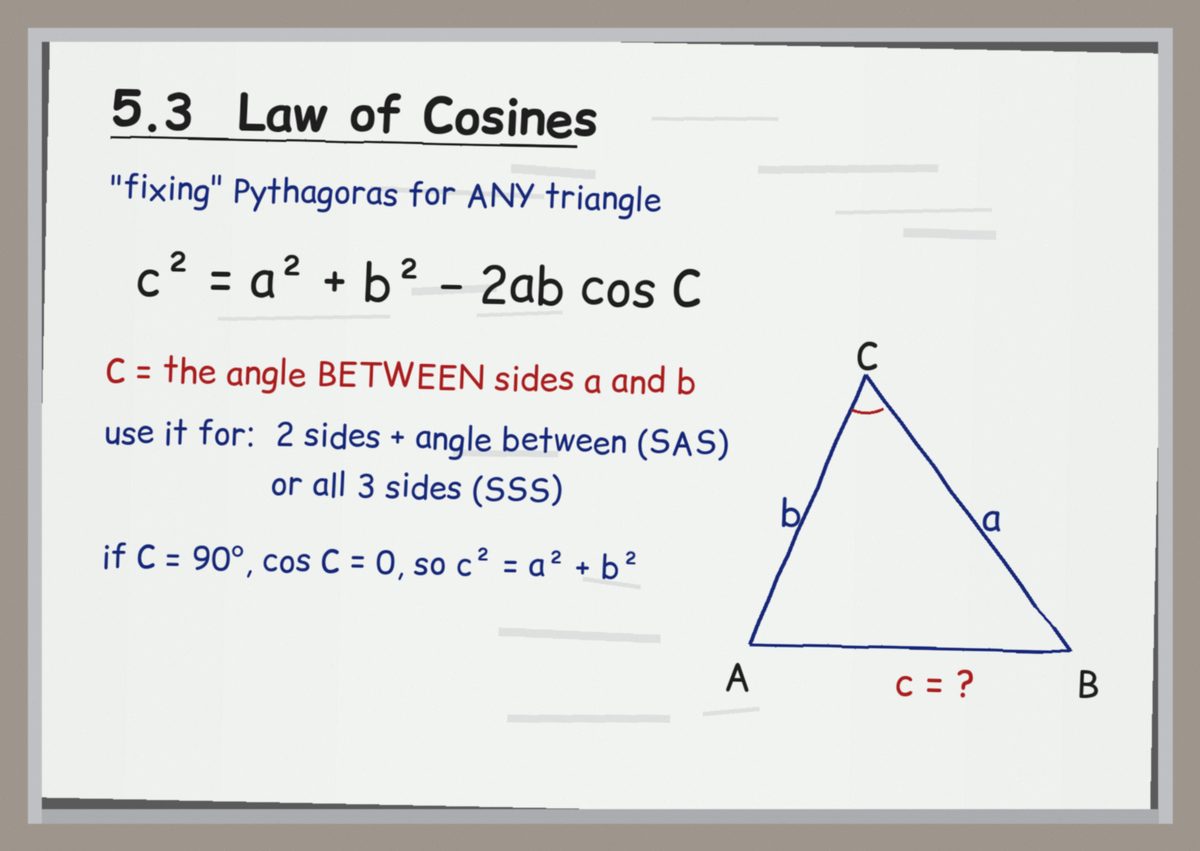 5.3 Law of Cosines
"fixing" Pythagoras for ANY triangle
c² = a² + b² − 2ab cos C
C = the angle BETWEEN sides a and b
use it for: 2 sides + angle between (SAS)
or all 3 sides (SSS)
if C = 90°, cos C = 0, so c² = a² + b²
C
b
a
A
c = ?
B